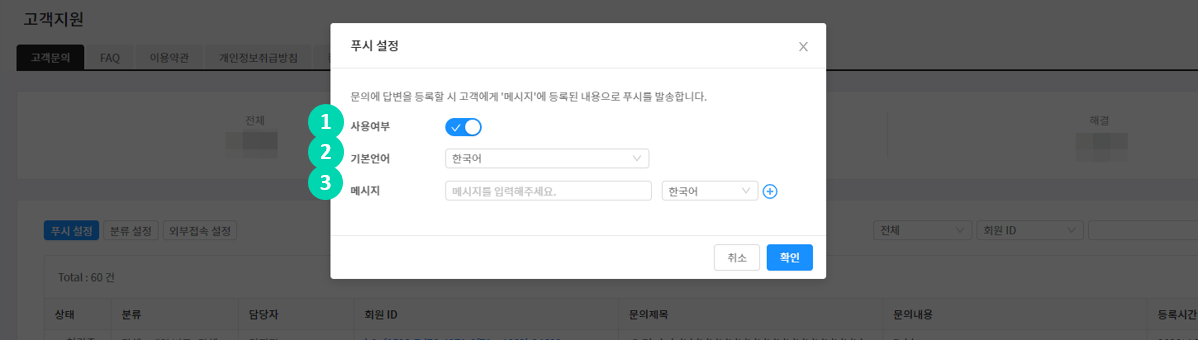 고객지원
고객문의 FAQ 이용약관 개인정보취급방침
전체 해결
푸시 설정
문의에 답변을 등록할 시 고객에게 '메시지'에 등록된 내용으로 푸시를 발송합니다.
1 사용여부
2 기본언어 한국어
3 메시지 메시지를 입력해주세요. 한국어
취소 확인
푸시 설정 분류 설정 외부접속 설정 전체 회원 ID
Total : 60 건
상태 분류 담당자 회원 ID 문의제목 문의내용 등록시간